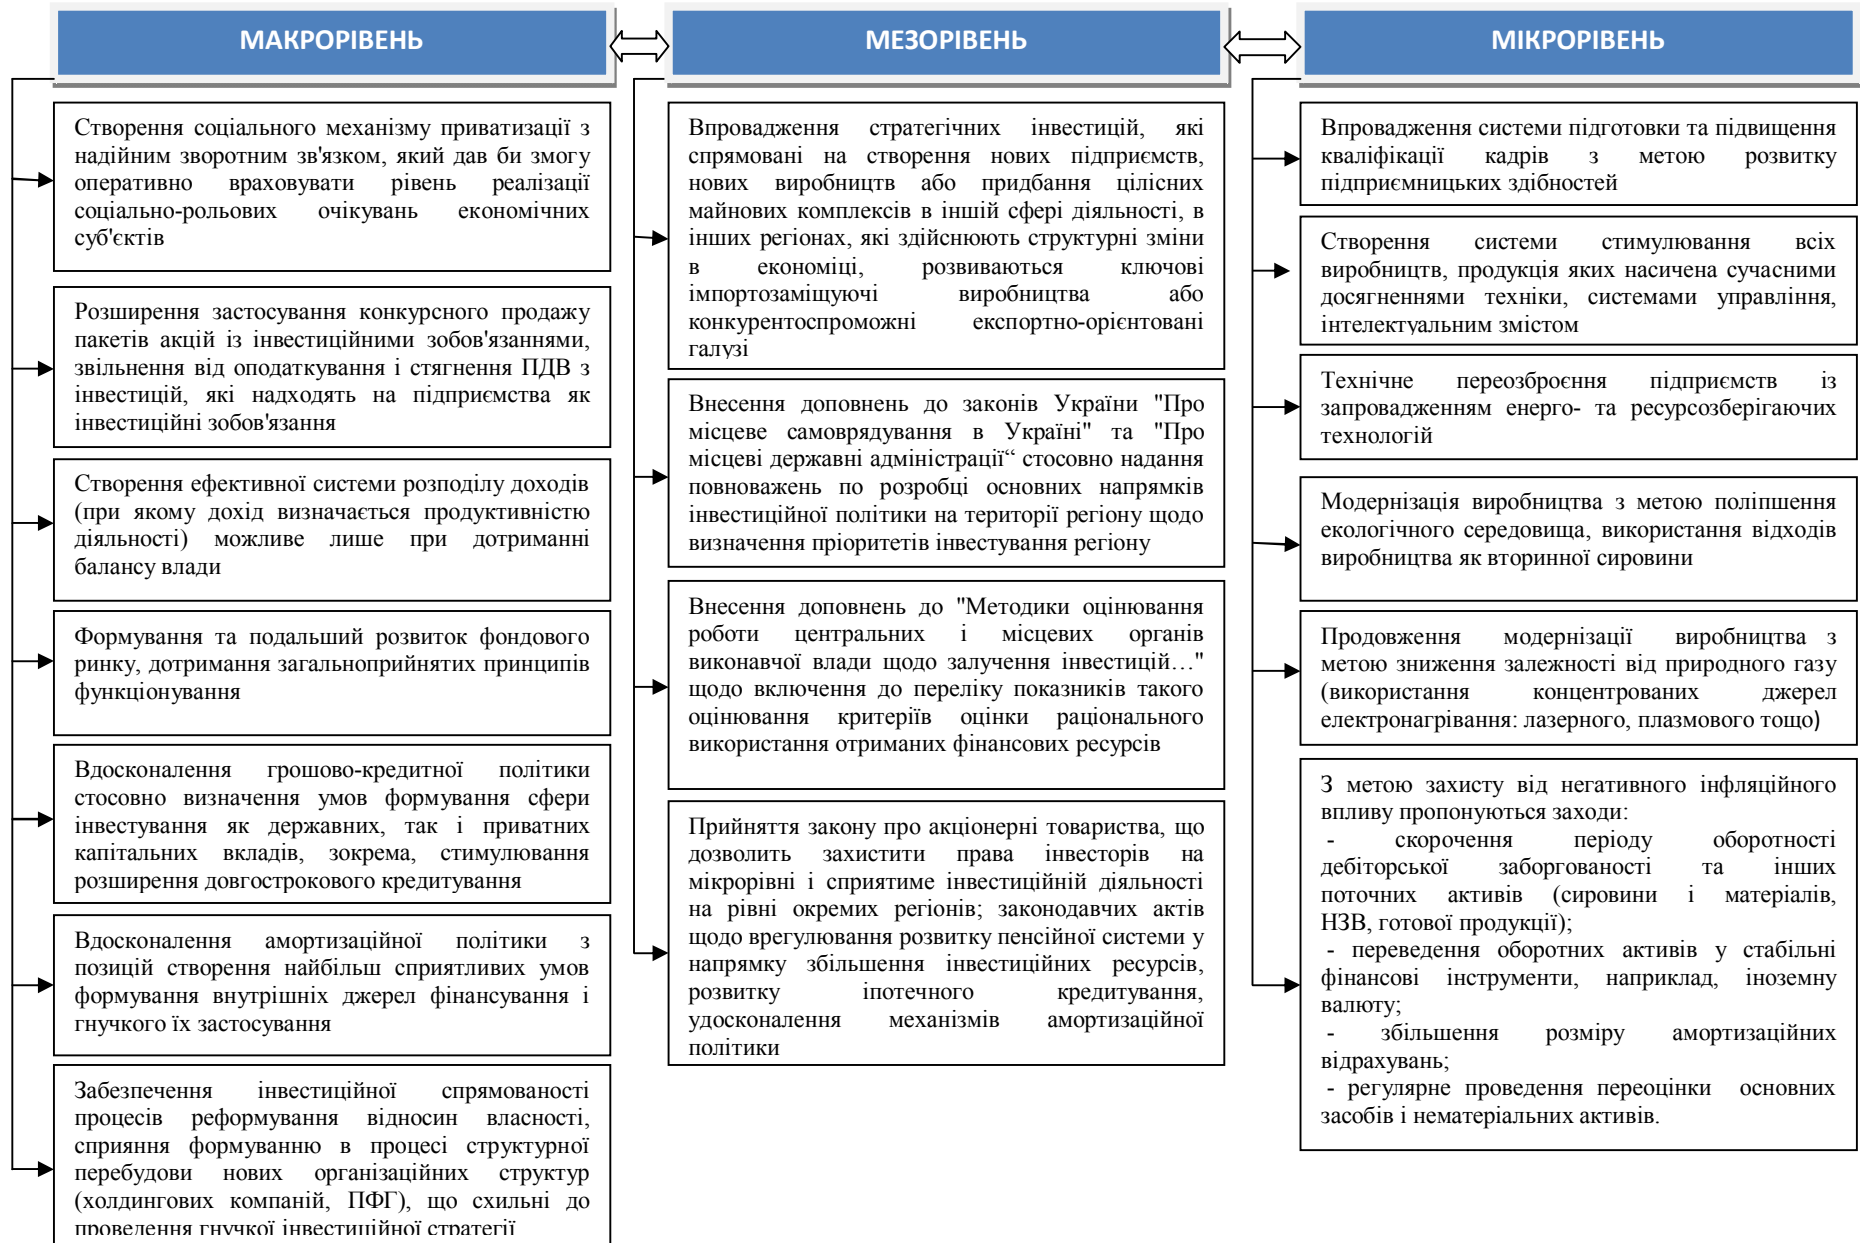 МАКРОРІВЕНЬ
Створення соціального механізму приватизації з
надійним зворотним зв'язком, який дав би змогу
оперативно враховувати рівень реалізації
соціально-рольових очікувань економічних
суб'єктів
Розширення застосування конкурсного продажу
пакетів акцій із інвестиційними зобов'язаннями,
звільнення від оподаткування і стягнення ПДВ з
інвестицій, які надходять на підприємства як
інвестиційні зобов'язання
Створення ефективної системи розподілу доходів
(при якому дохід визначається продуктивністю
діяльності) можливе лише при дотриманні
балансу влади
Формування та подальший розвиток фондового
ринку, дотримання загальноприйнятих принципів
функціонування
Вдосконалення грошово-кредитної політики
стосовно визначення умов формування сфери
інвестування як державних, так і приватних
капітальних вкладів, зокрема, стимулювання
розширення довгострокового кредитування
Вдосконалення амортизаційної політики з
позицій створення найбільш сприятливих умов
формування внутрішніх джерел фінансування і
гнучкого їх застосування
Забезпечення інвестиційної спрямованості
процесів реформування відносин власності,
сприяння формуванню в процесі структурної
перебудови нових організаційних структур
(холдингових компаній, ПФГ), що схильні до
проведення гнучкої інвестиційної стратегії
МЕЗОРІВЕНЬ
Впровадження стратегічних інвестицій, які
спрямовані на створення нових підприємств,
нових виробництв або придбання цілісних
майнових комплексів в іншій сфері діяльності, в
інших регіонах, які здійснюють структурні зміни
в економіці, розвиваються ключові
імпортозаміщуючі виробництва або
конкурентоспроможні експортно-орієнтовані
галузі
Внесення доповнень до законів України "Про
місцеве самоврядування в Україні" та "Про
місцеві державні адміністрації“ стосовно надання
повноважень по розробці основних напрямків
інвестиційної політики на території регіону щодо
визначення пріоритетів інвестування регіону
Внесення доповнень до "Методики оцінювання
роботи центральних і місцевих органів
виконавчої влади щодо залучення інвестицій…"
щодо включення до переліку показників такого
оцінювання критеріїв оцінки раціонального
використання отриманих фінансових ресурсів
Прийняття закону про акціонерні товариства, що
дозволить захистити права інвесторів на
мікрорівні і сприятиме інвестиційній діяльності
на рівні окремих регіонів; законодавчих актів
щодо врегулювання розвитку пенсійної системи у
напрямку збільшення інвестиційних ресурсів,
розвитку іпотечного кредитування,
удосконалення механізмів амортизаційної
політики
МІКРОРІВЕНЬ
Впровадження системи підготовки та підвищення
кваліфікації кадрів з метою розвитку
підприємницьких здібностей
Створення системи стимулювання всіх
виробництв, продукція яких насичена сучасними
досягненнями техніки, системами управління,
інтелектуальним змістом
Технічне переозброєння підприємств із
запровадженням енерго- та ресурсозберігаючих
технологій
Модернізація виробництва з метою поліпшення
екологічного середовища, використання відходів
виробництва як вторинної сировини
Продовження модернізації виробництва з
метою зниження залежності від природного газу
(використання концентрованих джерел
електронагрівання: лазерного, плазмового тощо)
З метою захисту від негативного інфляційного
впливу пропонуються заходи:
- скорочення періоду оборотності
дебіторської заборгованості та інших
поточних активів (сировини і матеріалів,
НЗВ, готової продукції);
- переведення оборотних активів у стабільні
фінансові інструменти, наприклад, іноземну
валюту;
- збільшення розміру амортизаційних
відрахувань;
- регулярне проведення переоцінки основних
засобів і нематеріальних активів.